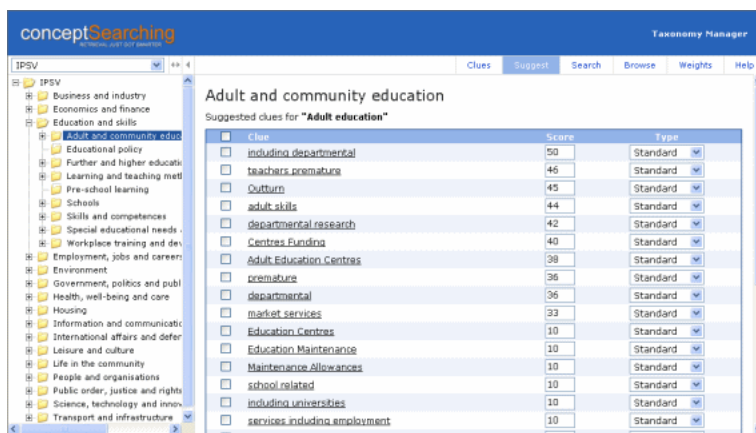 conceptSearching
RETRIEVAL JUST GOT SMARTER
Taxonomy Manager
IPSV
Clues Suggest Search Browse Weights Help
IPSV
Business and industry
Economics and finance
Education and skills
Adult and community educ
Educational policy
Further and higher educatic
Learning and teaching met
Pre-school learning
Schools
Skills and competences
Special educational needs
Workplace training and dev
Employment, jobs and careers
Environment
Government, politics and publ
Health, well-being and care
Housing
Information and communicatic
International affairs and defer
Leisure and culture
Life in the community
People and organisations
Public order, justice and rights
Science, technology and innov
Transport and infrastructure
Adult and community education
Suggested clues for "Adult education"
Clue Score Type
including departmental 50 Standard
teachers premature 46 Standard
Outturn 45 Standard
adult skills 44 Standard
departmental research 42 Standard
Centres Funding 40 Standard
Adult Education Centres 38 Standard
premature 36 Standard
departmental 36 Standard
market services 33 Standard
Education Centres 10 Standard
Education Maintenance 10 Standard
Maintenance Allowances 10 Standard
school related 10 Standard
including universities 10 Standard
services including employment 10 Standard